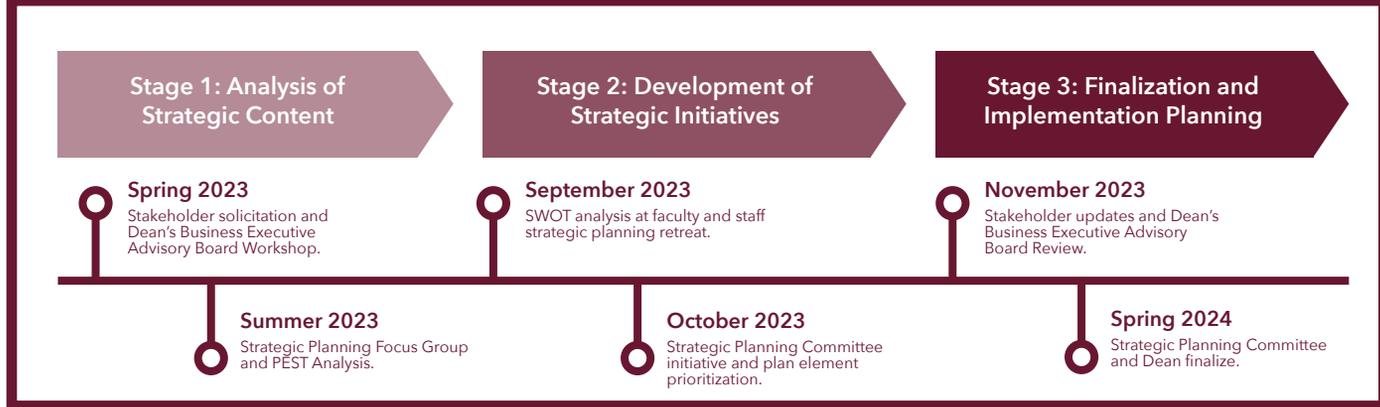 Stage 1: Analysis of
Strategic Content
Stage 2: Development of
Strategic Initiatives
Stage 3: Finalization and
Implementation Planning
Spring 2023
Stakeholder solicitation and
Dean’s Business Executive
Advisory Board Workshop.
September 2023
SWOT analysis at faculty and staff
strategic planning retreat.
November 2023
Stakeholder updates and Dean’s
Business Executive Advisory
Board Review.
Summer 2023
Strategic Planning Focus Group
and PEST Analysis.
October 2023
Strategic Planning Committee
initiative and plan element
prioritization.
Spring 2024
Strategic Planning Committee
and Dean finalize.